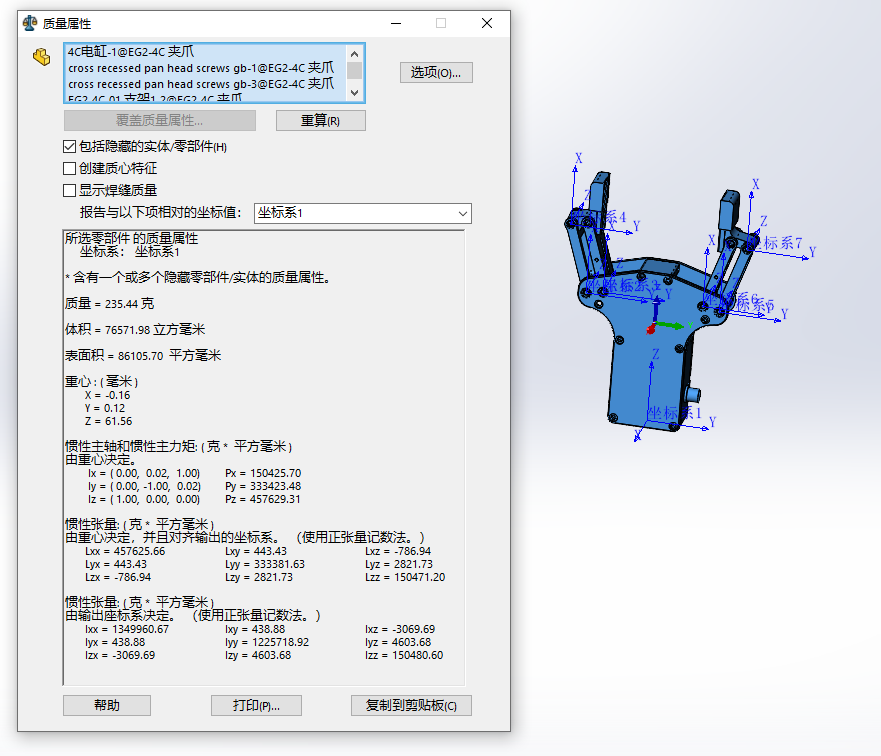 质量属性
4C电缸-1@EG2-4C 夹爪
cross recessed pan head screws gb-1@EG2-4C 夹爪
cross recessed pan head screws gb-3@EG2-4C 夹爪
EG2-4C-01 支架1-2@EG2-4C 夹爪
选项(O)...
覆盖质量属性...
重算(R)
包括隐藏的实体/零部件(H)
创建质心特征
显示焊缝质量
报告与以下项相对的坐标值:
坐标系1
所选零部件 的质量属性
坐标系: 坐标系1
* 含有一个或多个隐藏零部件/实体的质量属性。
质量 = 235.44 克
体积 = 76571.98 立方毫米
表面积 = 86105.70 平方毫米
重心 : ( 毫米 )
X = -0.16
Y = 0.12
Z = 61.56
惯性主轴和惯性主力矩: ( 克 * 平方毫米 )
由重心决定。
Ix = ( 0.00, 0.02, 1.00) Px = 150425.70
Iy = ( 0.00, -1.00, 0.02) Py = 333423.48
Iz = ( 1.00, 0.00, 0.00) Pz = 457629.31
惯性张量: ( 克 * 平方毫米 )
由重心决定，并且对齐输出的坐标系。 （使用正张量记数法。）
Lxx = 457625.66 Lxy = 443.43 Lxz = -786.94
Lyx = 443.43 Lyy = 333381.63 Lyz = 2821.73
Lzx = -786.94 Lzy = 2821.73 Lzz = 150471.20
惯性张量: ( 克 * 平方毫米 )
由输出座标系决定。 （使用正张量记数法。）
Ixx = 1349960.67 Ixy = 438.88 Ixz = -3069.69
Iyx = 438.88 Iyy = 1225718.92 Iyz = 4603.68
Izx = -3069.69 Izy = 4603.68 Izz = 150480.60
帮助
打印(P)...
复制到剪贴板(C)
X
Z
系4
X
Y
X
Z
坐标系7
Y
X
Z
Y
Y
Z
坐标系1
Y
X